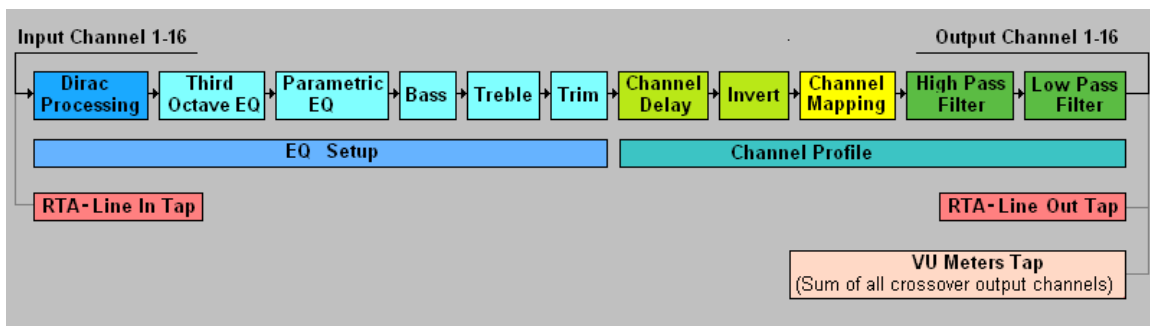 Input Channel 1-16
Output Channel 1-16
Dirac
Processing
Third
Octave EQ
Parametric
EQ
Bass
Treble
Trim
Channel
Delay
Invert
Channel
Mapping
High Pass
Filter
Low Pass
Filter
EQ Setup
Channel Profile
RTA-Line In Tap
RTA-Line Out Tap
VU Meters Tap
(Sum of all crossover output channels)